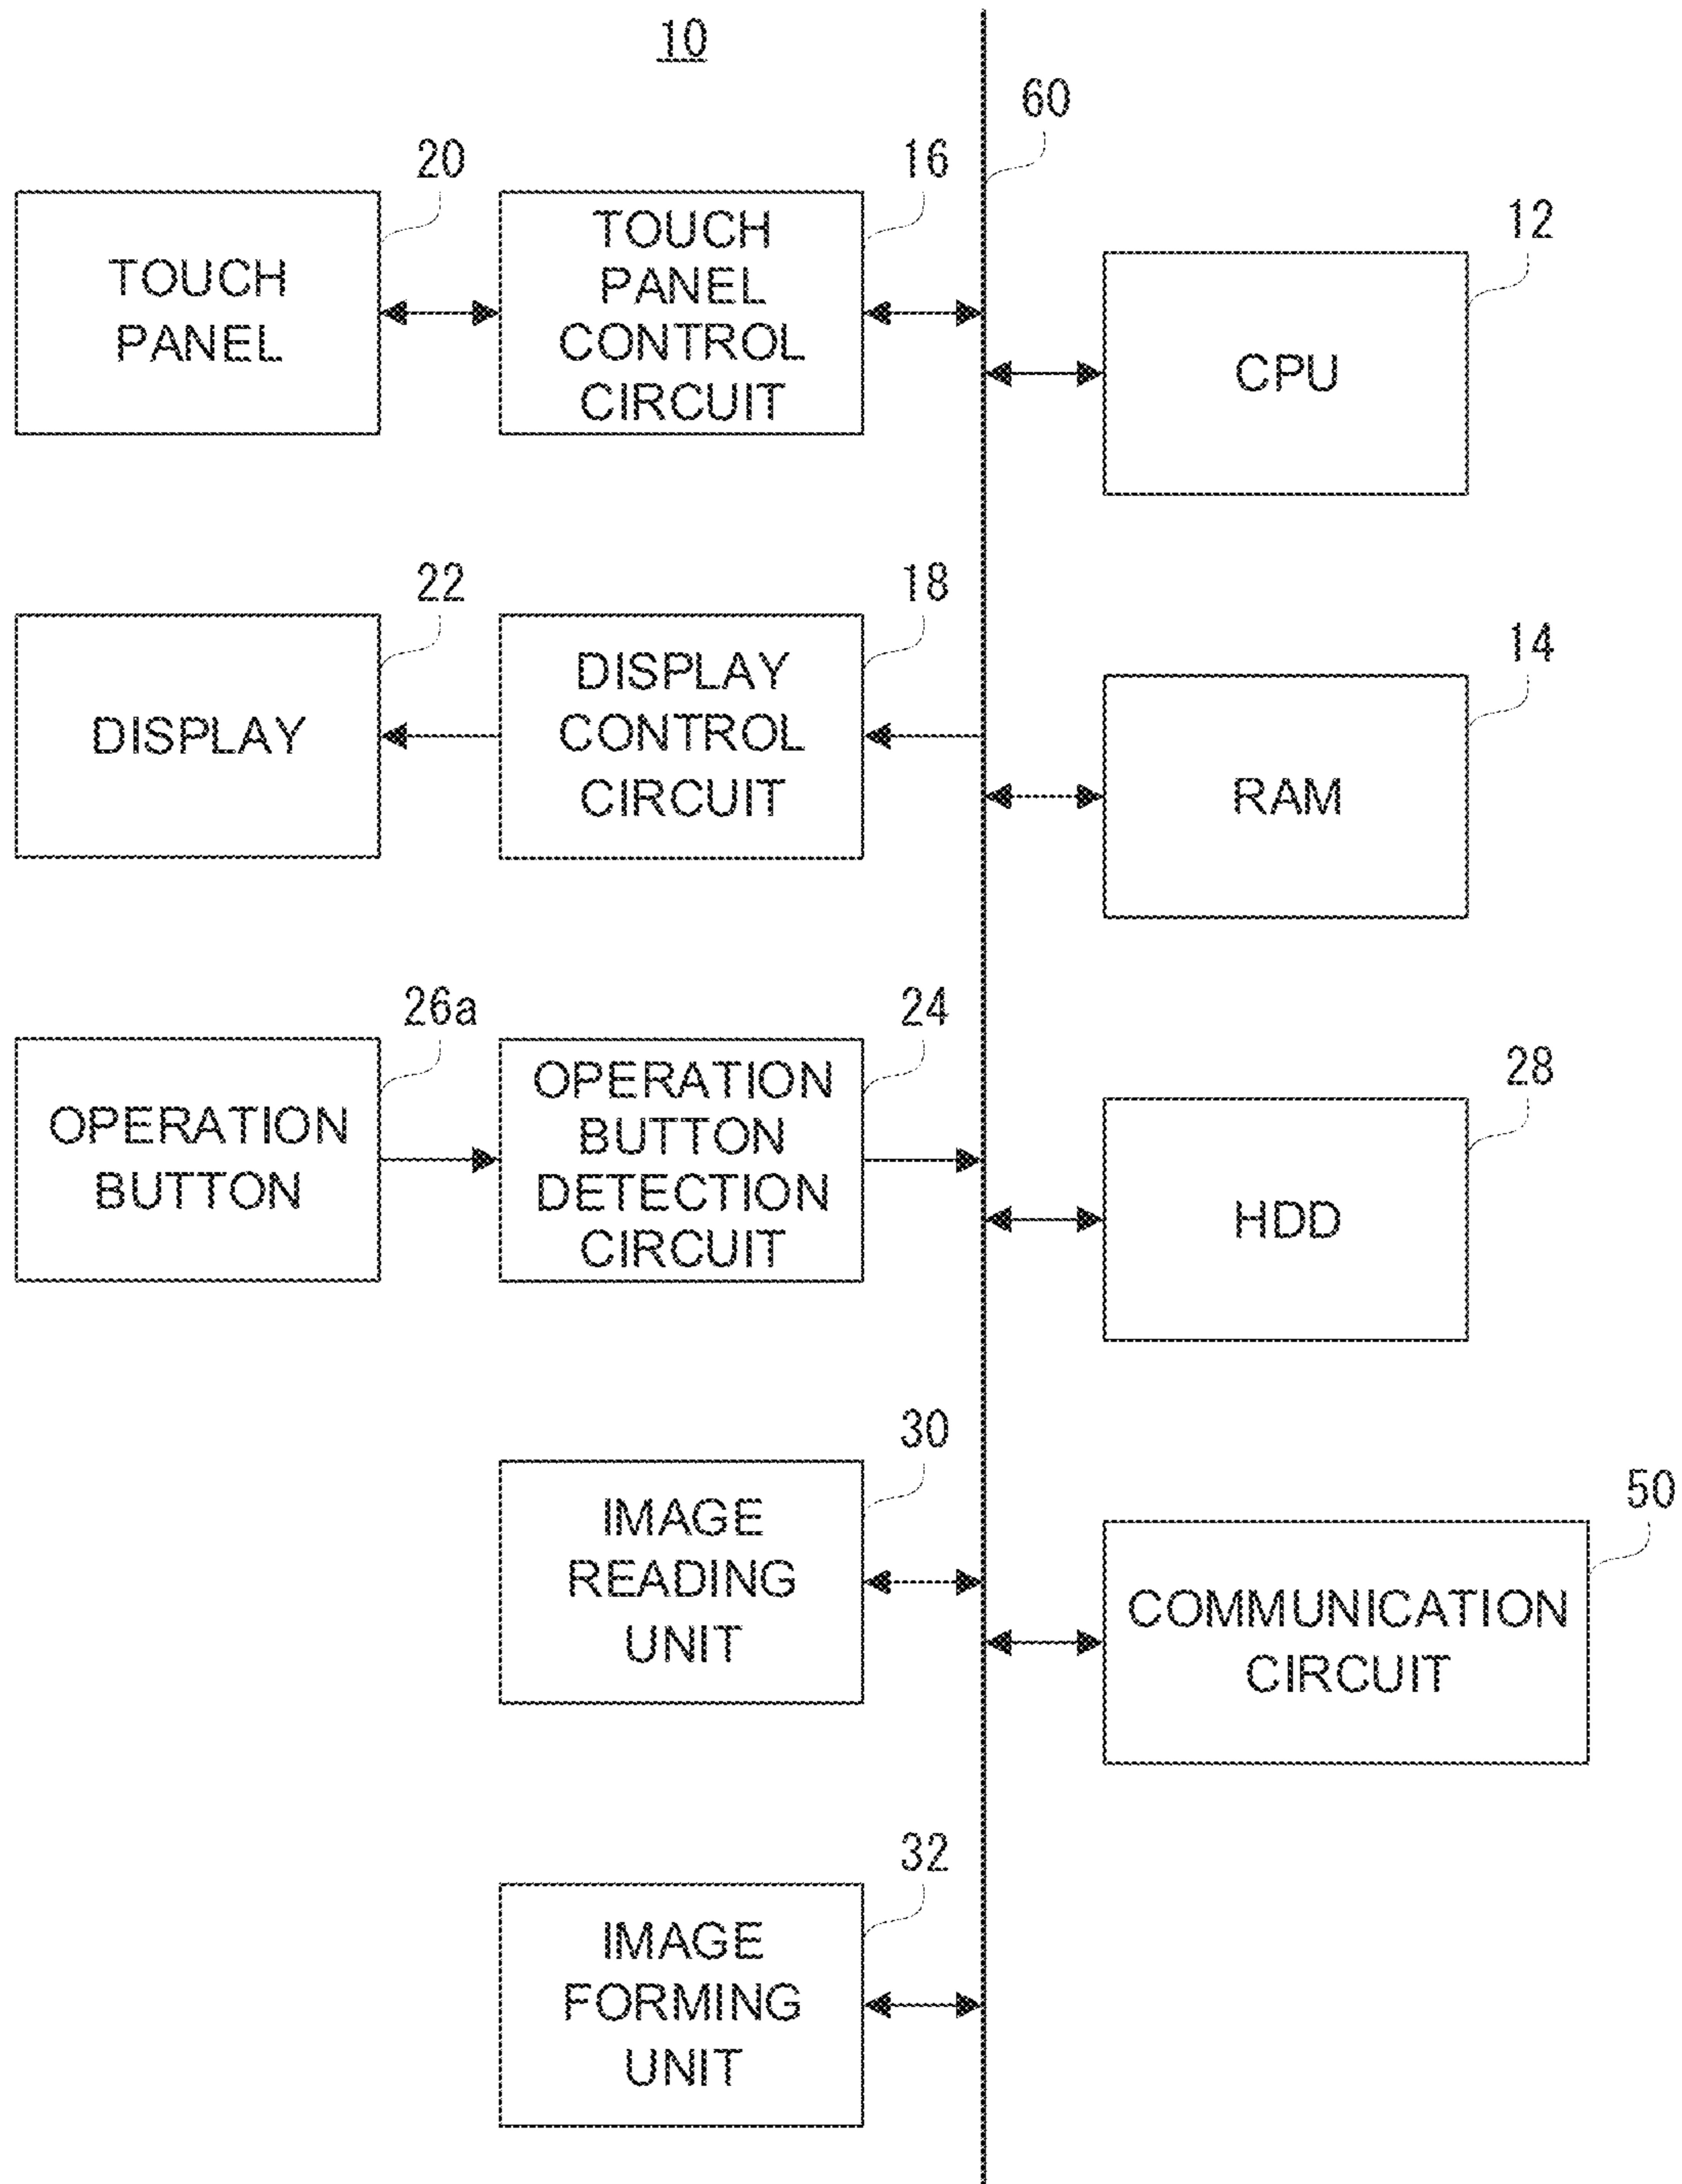 10
60
20
16
TOUCH
PANEL
TOUCH
PANEL
CONTROL
CIRCUIT
12
CPU
22
18
DISPLAY
DISPLAY
CONTROL
CIRCUIT
14
RAM
26a
24
OPERATION
BUTTON
OPERATION
BUTTON
DETECTION
CIRCUIT
28
HDD
30
IMAGE
READING
UNIT
50
COMMUNICATION
CIRCUIT
32
IMAGE
FORMING
UNIT